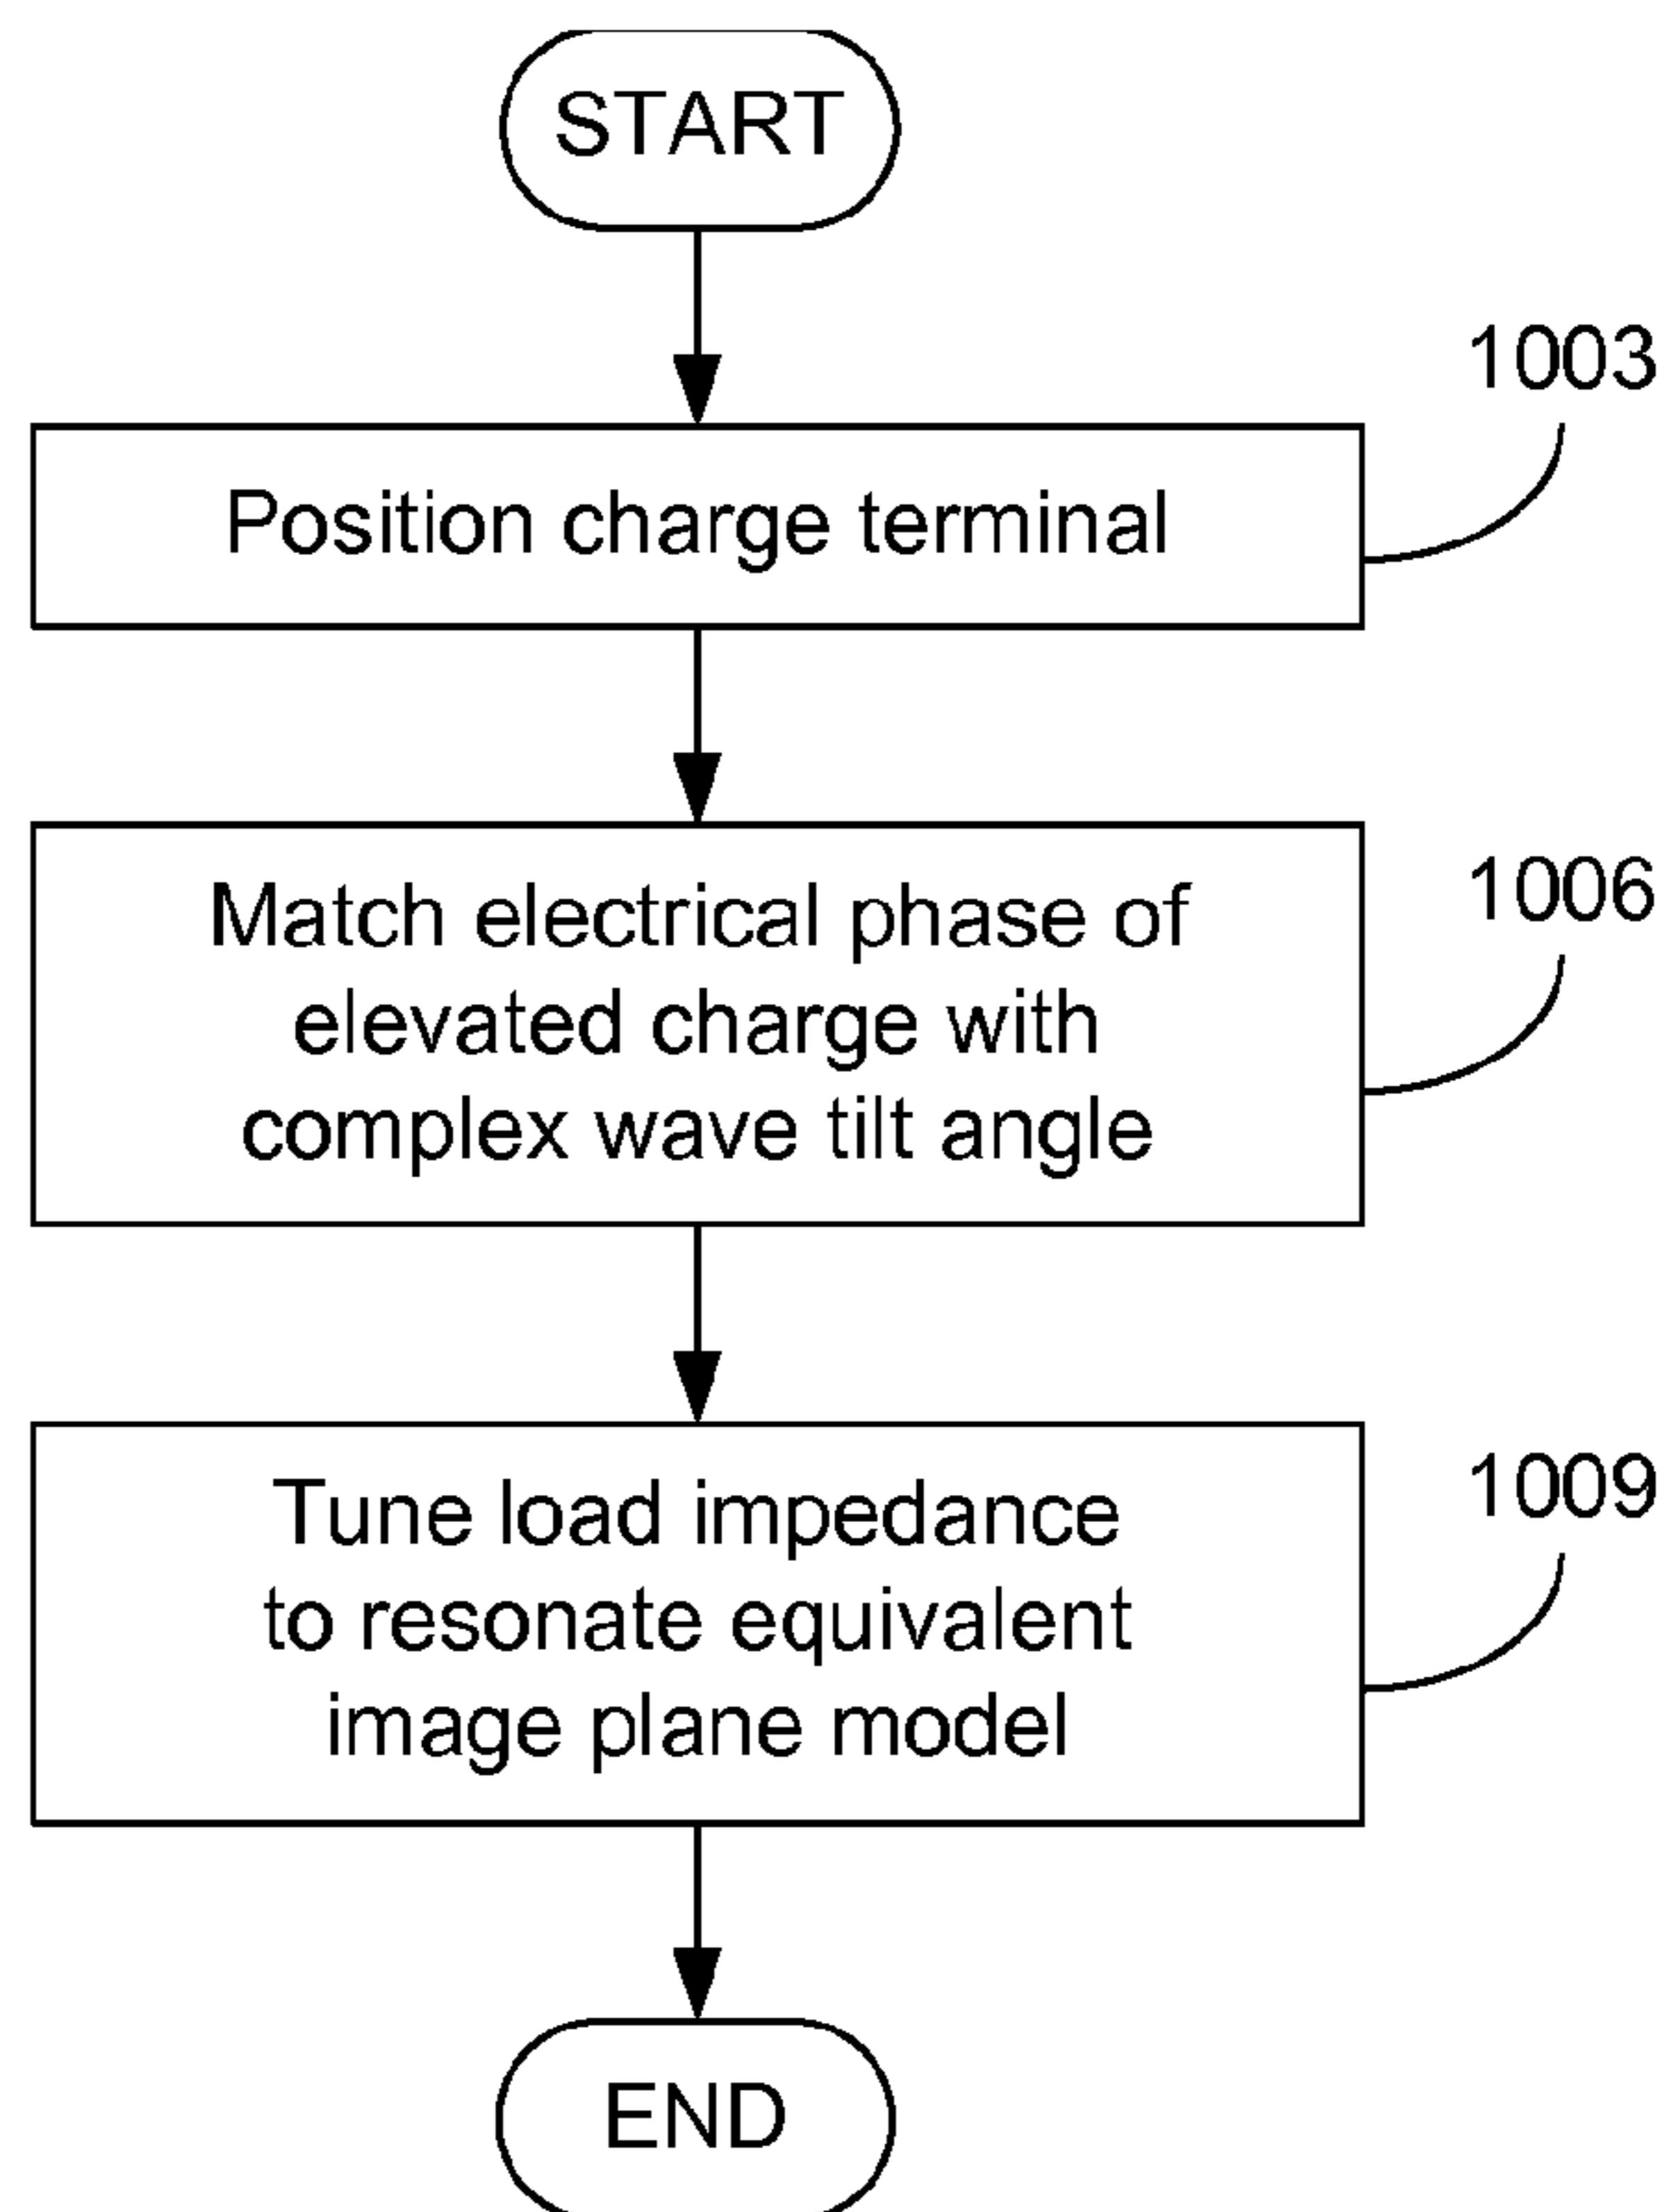 START
1003
Position charge terminal
1006
Match electrical phase of
elevated charge with
complex wave tilt angle
1009
Tune load impedance
to resonate equivalent
image plane model
END